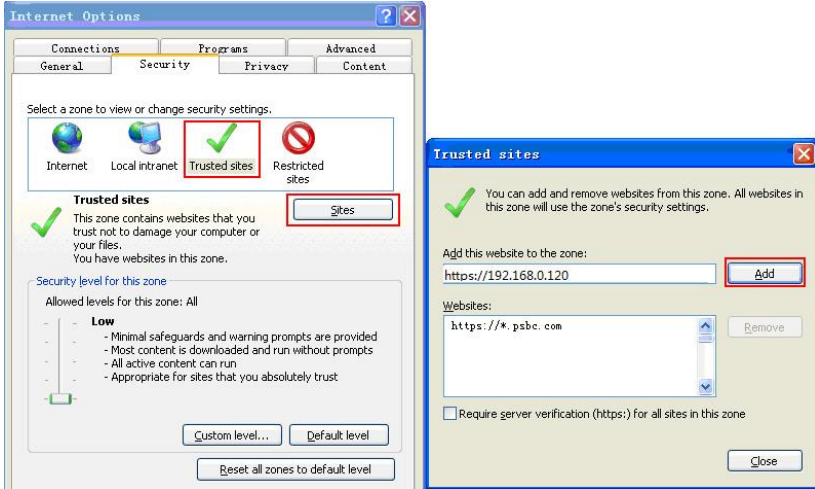 Internet Options
Connections Programs Advanced
General Security Privacy Content
Select a zone to view or change security settings.
Internet Local intranet Trusted sites Restricted
sites
Trusted sites
Sites
This zone contains websites that you
trust not to damage your computer or
your files.
You have websites in this zone.
Security level for this zone
Allowed levels for this zone: All
Low
- Minimal safeguards and warning prompts are provided
- Most content is downloaded and run without prompts
- All active content can run
- Appropriate for sites that you absolutely trust
Custom level... Default level
Reset all zones to default level
Trusted sites
You can add and remove websites from this zone. All websites in
this zone will use the zone's security settings.
Add this website to the zone:
https://192.168.0.120 Add
Websites:
https://*.psbc.com Remove
Require server verification (https:) for all sites in this zone
Close